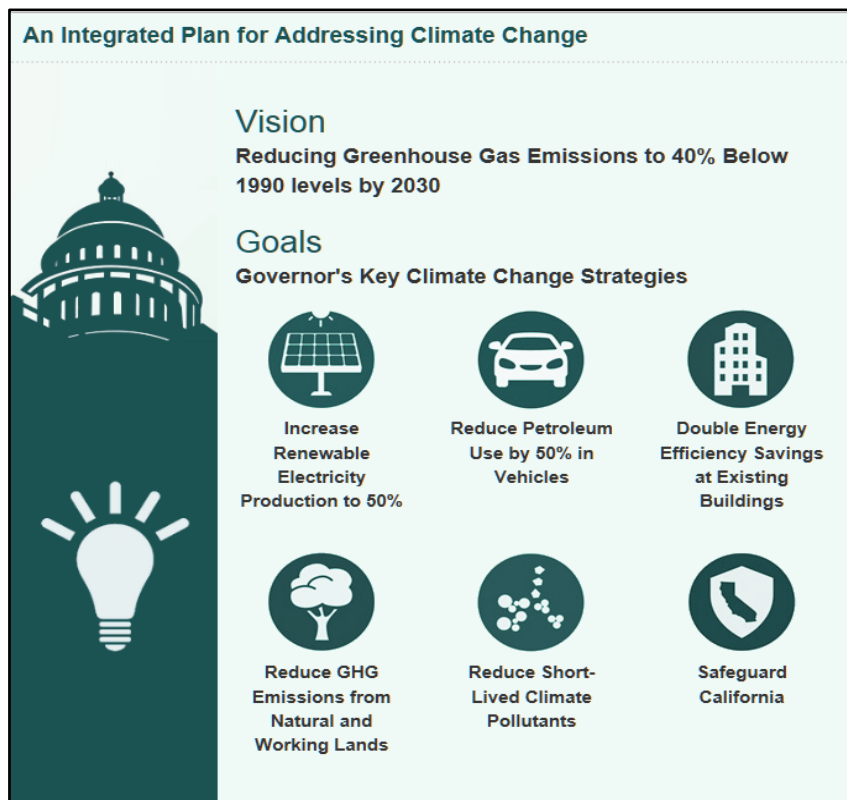 An Integrated Plan for Addressing Climate Change
Vision
Reducing Greenhouse Gas Emissions to 40% Below
1990 levels by 2030
Goals
Governor's Key Climate Change Strategies
Increase
Renewable
Electricity
Production to 50%
Reduce Petroleum
Use by 50% in
Vehicles
Double Energy
Efficiency Savings
at Existing
Buildings
Reduce GHG
Emissions from
Natural and
Working Lands
Reduce Short-
Lived Climate
Pollutants
Safeguard
California